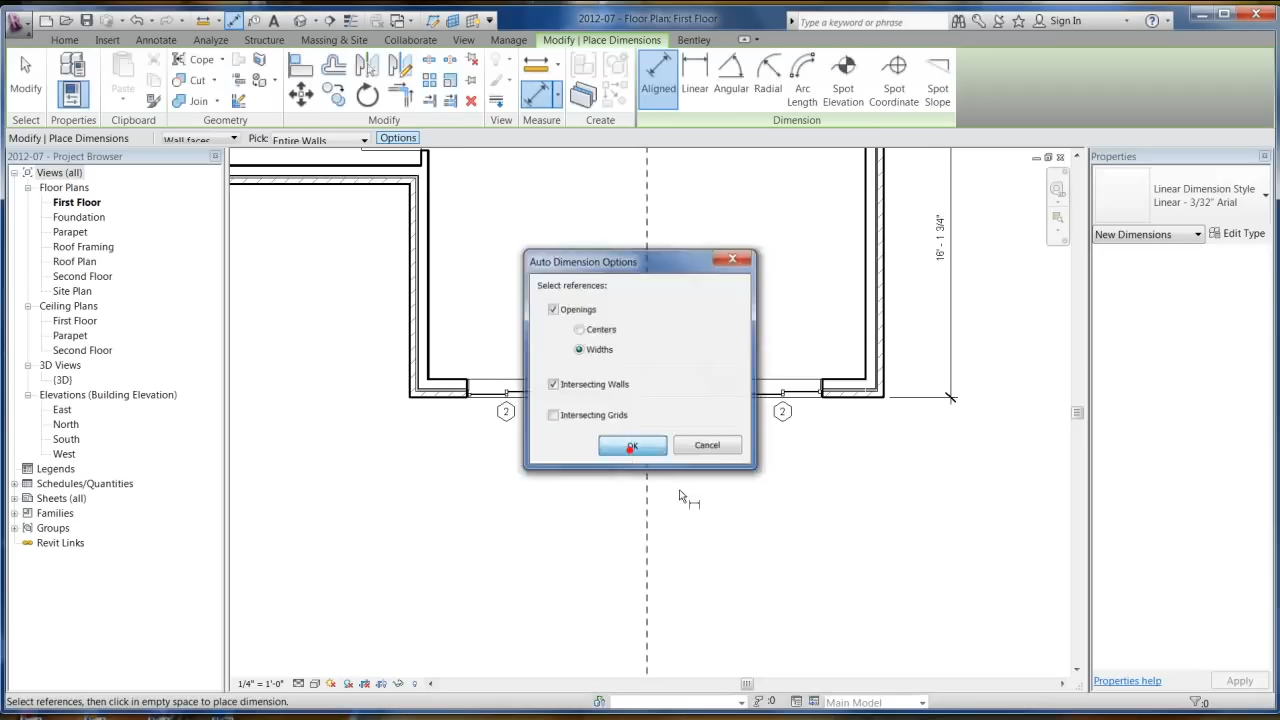 2012-07 - Floor Plan: First Floor
Type a keyword or phrase
Sign In
Home
Insert
Annotate
Analyze
Structure
Massing & Site
Collaborate
View
Manage
Modify | Place Dimensions
Bentley
Modify
Paste
Cope
Cut
Join
Aligned
Linear
Angular
Radial
Arc Length
Spot Elevation
Spot Coordinate
Spot Slope
Select
Properties
Clipboard
Geometry
Modify
View
Measure
Create
Dimension
Modify | Place Dimensions
Wall faces
Pick:
Entire Walls
Options
2012-07 - Project Browser
Views (all)
Floor Plans
First Floor
Foundation
Parapet
Roof Framing
Roof Plan
Second Floor
Site Plan
Ceiling Plans
First Floor
Parapet
Second Floor
3D Views
{3D}
Elevations (Building Elevation)
East
North
South
West
Legends
Schedules/Quantities
Sheets (all)
Families
Groups
Revit Links
16' - 1 3/4"
2
2
Auto Dimension Options
Select references:
Openings
Centers
Widths
Intersecting Walls
Intersecting Grids
OK
Cancel
Properties
Linear Dimension Style
Linear - 3/32" Arial
New Dimensions
Edit Type
Properties help
Apply
1/4" = 1'-0"
Select references, then click in empty space to place dimension.
:0
Main Model
:0